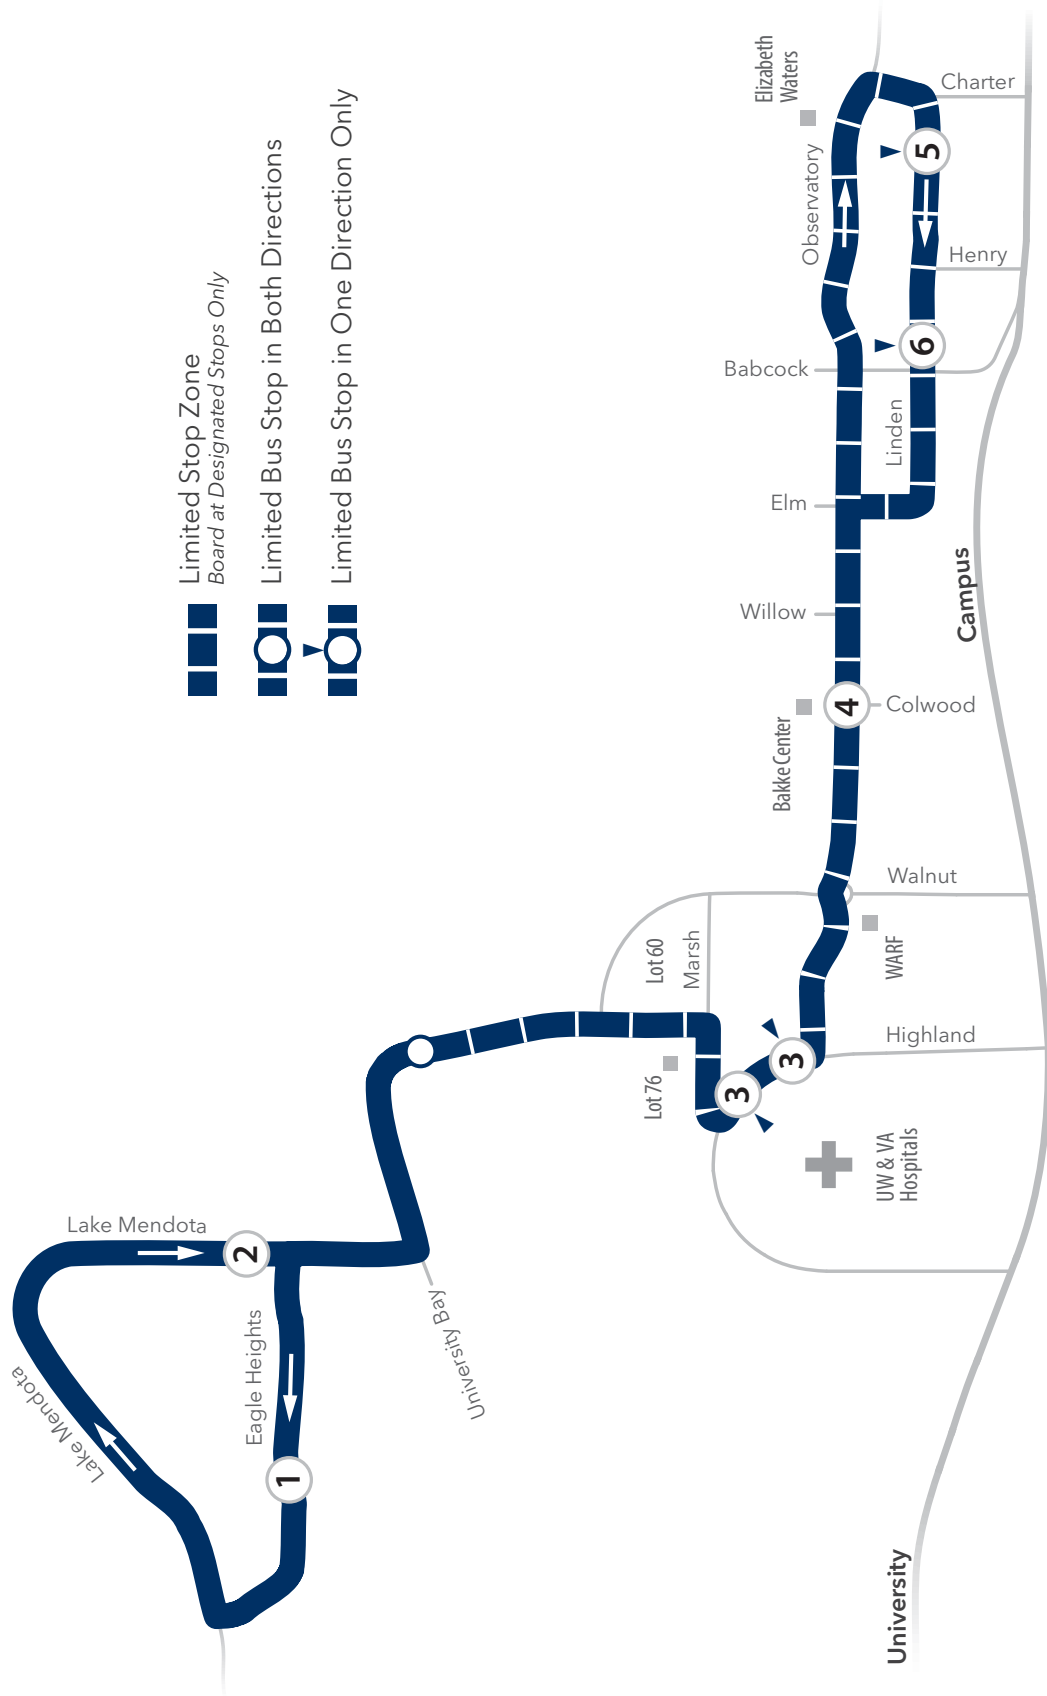 Limited Stop Zone
Board at Designated Stops Only
Limited Bus Stop in Both Directions
Limited Bus Stop in One Direction Only
Lake Mendota
Lake Mendota
2
Eagle Heights
1
University Bay
Lot 60
Marsh
Lot 76
3
3
UW & VA
Hospitals
Highland
WARF
Walnut
Bakke Center
4
Colwood
Willow
Elm
Linden
Babcock
6
Henry
Observatory
5
Elizabeth
Waters
Charter
University
Campus